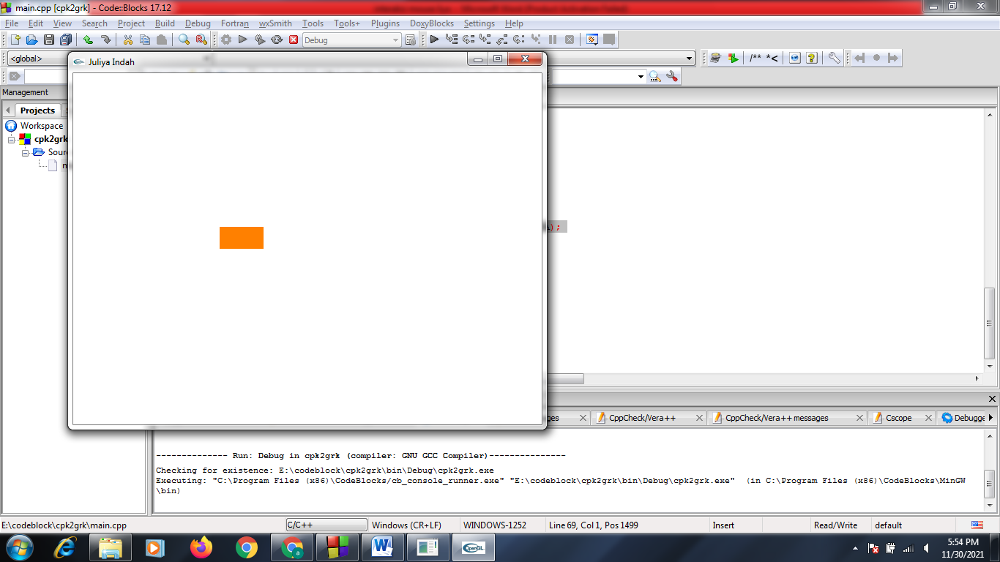 main.cpp [cpk2grk] - Code::Blocks 17.12
File Edit View Search Project Build Debug Fortran wxSmith Tools Tools+ Plugins DoxyBlocks Settings Help
Debug
<global>
/** *<
Juliya Indah
Management
Projects
Workspace
cpk2grk
Sour
);
ges CppCheck/Vera++ CppCheck/Vera++ messages Cscope Debugge
-------------- Run: Debug in cpk2grk (compiler: GNU GCC Compiler)---------------
Checking for existence: E:\codeblock\cpk2grk\bin\Debug\cpk2grk.exe
Executing: "C:\Program Files (x86)\CodeBlocks/cb_console_runner.exe" "E:\codeblock\cpk2grk\bin\Debug\cpk2grk.exe"  (in C:\Program Files (x86)\CodeBlocks\MinGW
\bin)
E:\codeblock\cpk2grk\main.cpp C/C++ Windows (CR+LF) WINDOWS-1252 Line 69, Col 1, Pos 1499 Insert Read/Write default
OpenGL
5:54 PM
11/30/2021